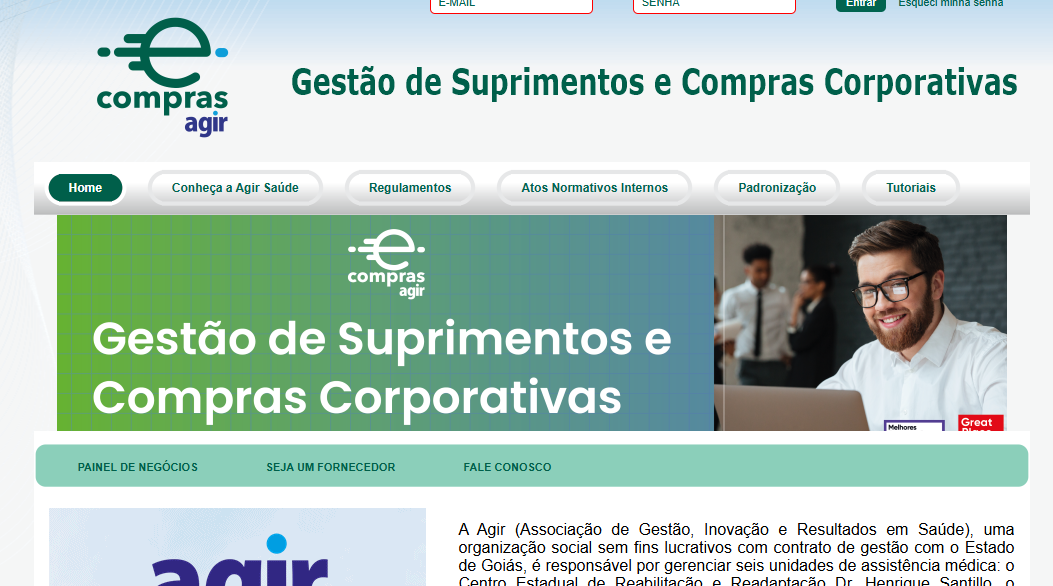 E-MAIL SENHA Entrar Esqueci minha senha
e
compras
agir
Gestão de Suprimentos e Compras Corporativas
Home Conheça a Agir Saúde Regulamentos Atos Normativos Internos Padronização Tutoriais
e
compras
agir
Gestão de Suprimentos e
Compras Corporativas
Melhores Great
Place
PAINEL DE NEGÓCIOS SEJA UM FORNECEDOR FALE CONOSCO
agir
A Agir (Associação de Gestão, Inovação e Resultados em Saúde), uma
organização social sem fins lucrativos com contrato de gestão com o Estado
de Goiás, é responsável por gerenciar seis unidades de assistência médica: o
Centro Estadual de Reabilitação e Readaptação Dr. Henrique Santillo, o